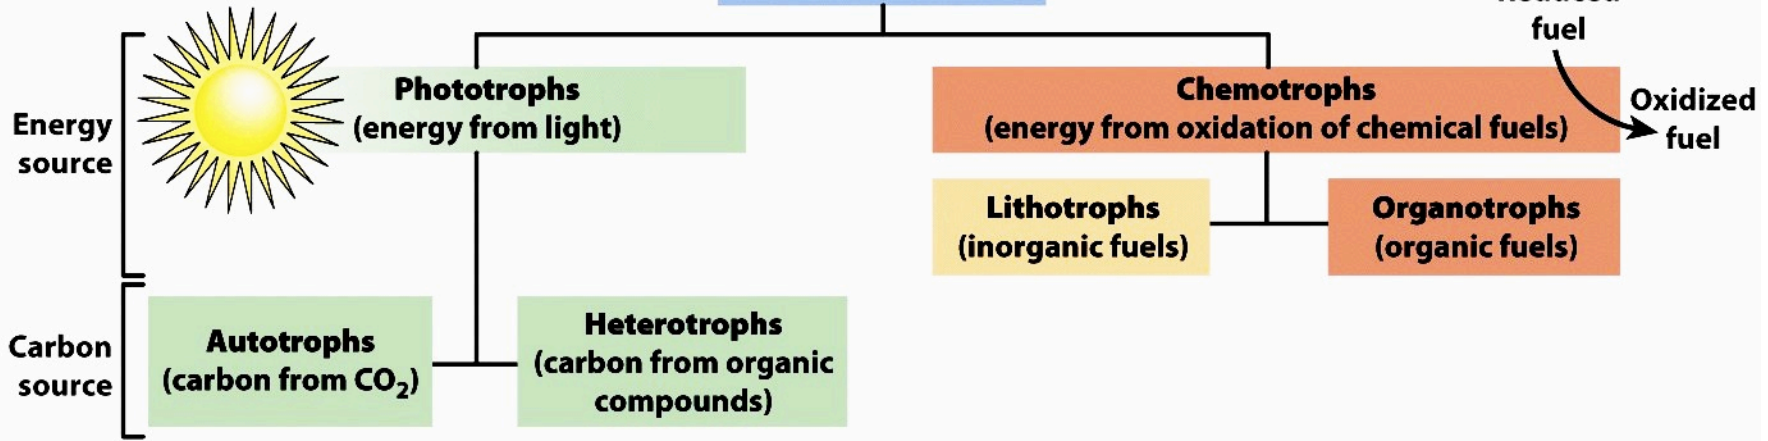 fuel
Oxidized
fuel
Energy
source
Phototrophs
(energy from light)
Chemotrophs
(energy from oxidation of chemical fuels)
Lithotrophs
(inorganic fuels)
Organotrophs
(organic fuels)
Carbon
source
Autotrophs
(carbon from CO₂)
Heterotrophs
(carbon from organic
compounds)